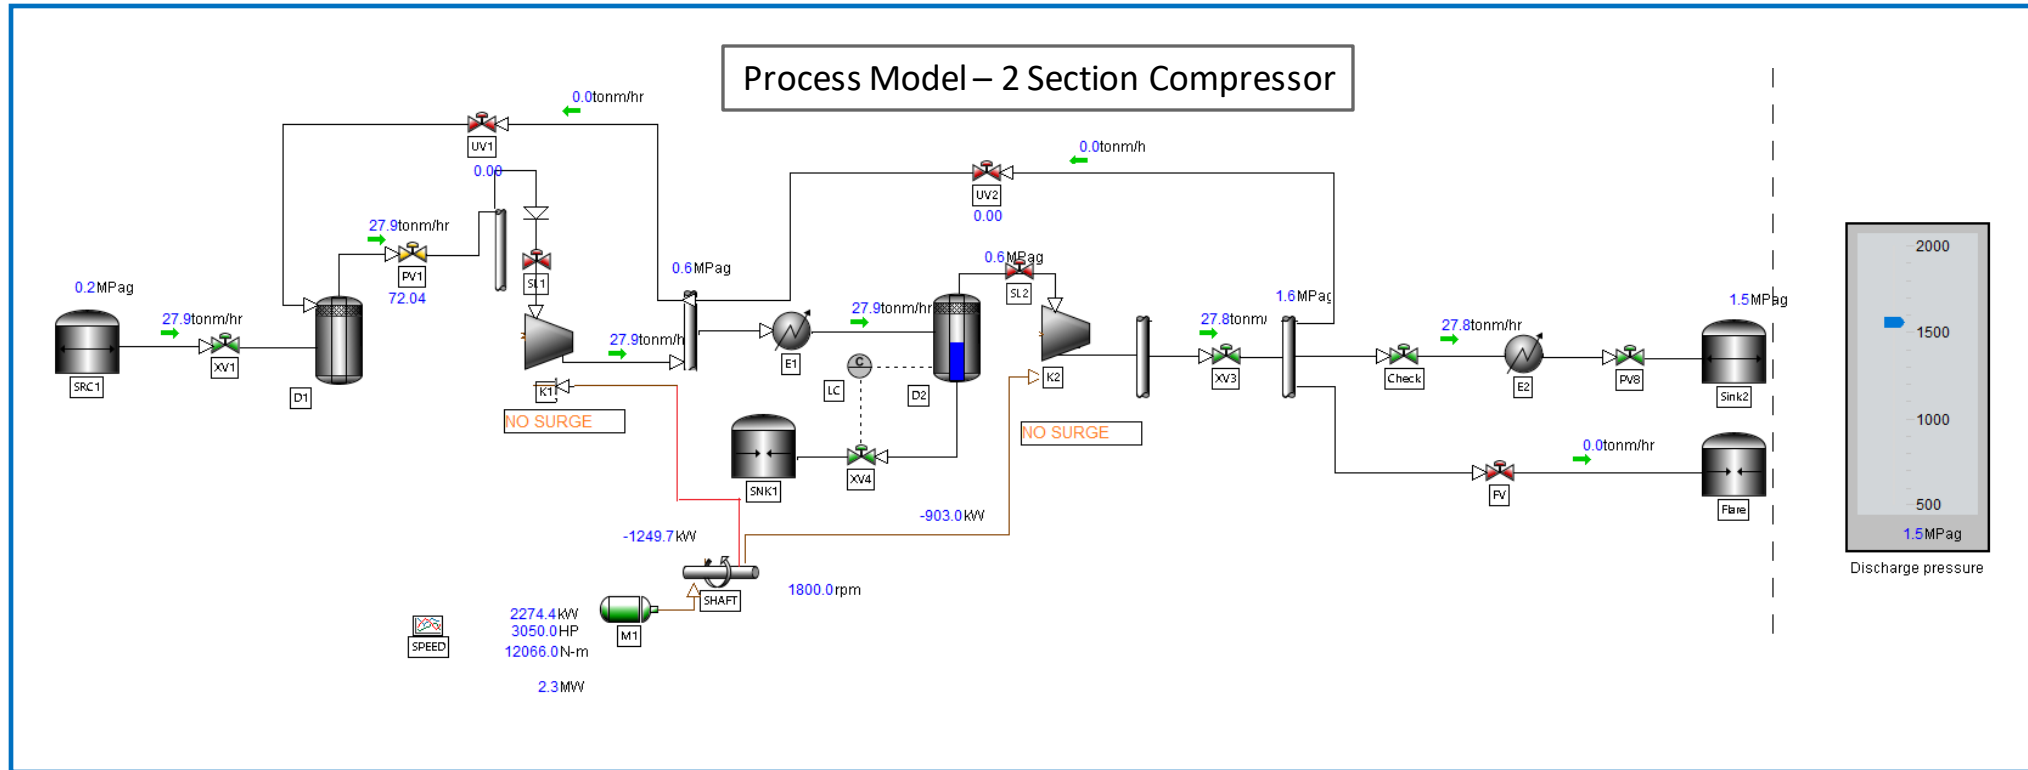 Process Model – 2 Section Compressor
0.0tonm/hr
UV1
0.00
0.0tonm/h
UV2
0.00
27.9tonm/hr
PV1
72.04
SL1
0.2MPag
27.9tonm/hr
SRC1
XV1
D1
K1
NO SURGE
27.9tonm/h
0.6MPag
E1
27.9tonm/hr
0.6MPag
SL2
LC
C
D2
SNK1
XV4
K2
NO SURGE
27.8tonm/
XV3
1.6MPag
Check
27.8tonm/hr
E2
PV8
1.5MPag
Sink2
0.0tonm/hr
FV
Flare
-903.0kW
-1249.7kW
SHAFT
1800.0rpm
2274.4kW
3050.0HP
12066.0N-m
2.3MW
M1
SPEED
2000
1500
1000
500
1.5MPag
Discharge pressure